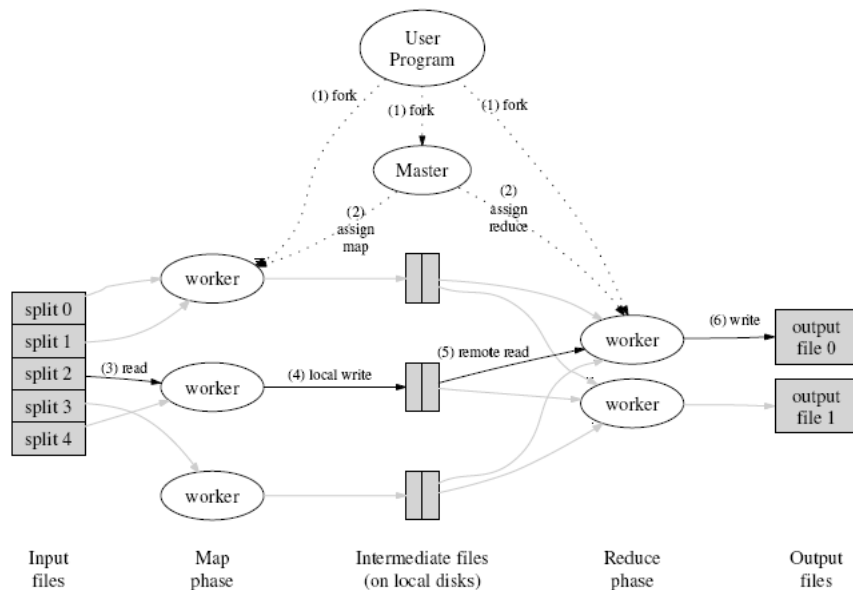 User
Program
(1) fork
(1) fork
(1) fork
Master
(2)
assign
map
(2)
assign
reduce
worker
split 0
split 1
split 2
split 3
split 4
(3) read
worker
(4) local write
(5) remote read
worker
(6) write
output
file 0
worker
output
file 1
worker
Input
files
Map
phase
Intermediate files
(on local disks)
Reduce
phase
Output
files